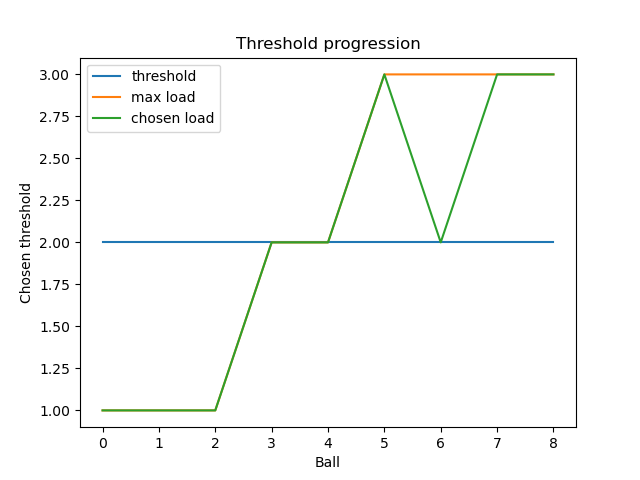 Threshold progression
threshold
max load
chosen load
Chosen threshold
3.00
2.75
2.50
2.25
2.00
1.75
1.50
1.25
1.00
0 1 2 3 4 5 6 7 8
Ball